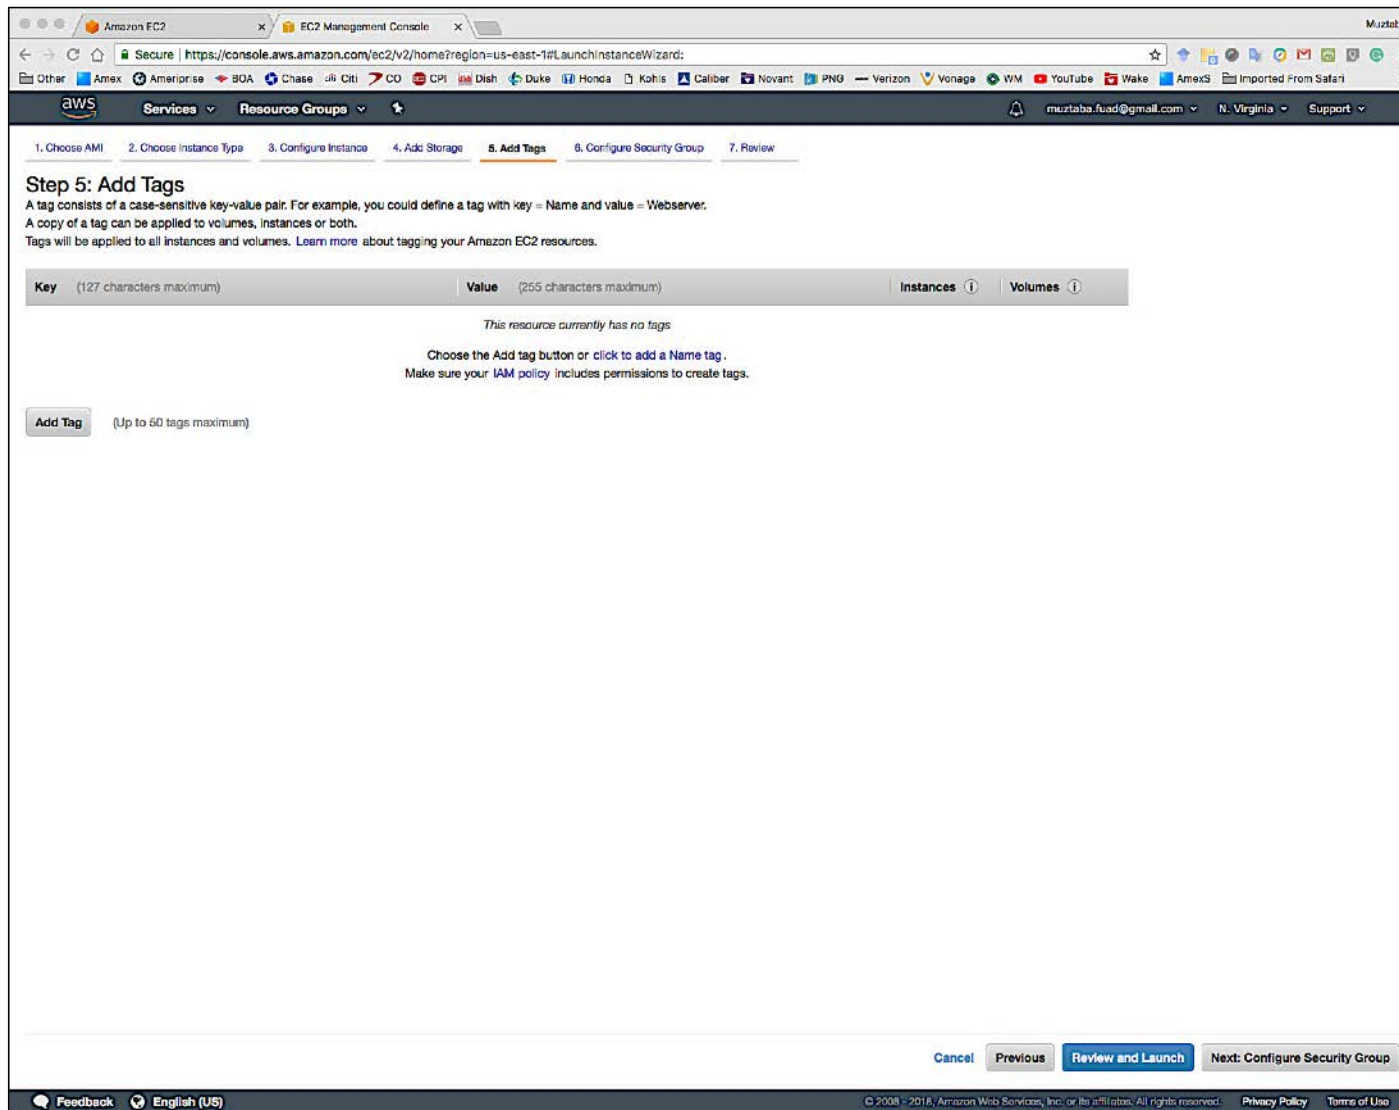 Amazon EC2 EC2 Management Console Muztab
Secure | https://console.aws.amazon.com/ec2/v2/home?region=us-east-1#LaunchInstanceWizard:
Other Amex Ameriprise BOA Chase Citi CO CPI Dish Duke Honda Kohls Caliber Novant PNG Verizon Vonage WM YouTube Wake AmexS Imported From Safari
aws Services Resource Groups muztaba.fuad@gmail.com N. Virginia Support
1. Choose AMI 2. Choose Instance Type 3. Configure Instance 4. Add Storage 5. Add Tags 6. Configure Security Group 7. Review
Step 5: Add Tags
A tag consists of a case-sensitive key-value pair. For example, you could define a tag with key = Name and value = Webserver.
A copy of a tag can be applied to volumes, instances or both.
Tags will be applied to all instances and volumes. Learn more about tagging your Amazon EC2 resources.
Key (127 characters maximum) Value (255 characters maximum) Instances Volumes
This resource currently has no tags
Choose the Add tag button or click to add a Name tag.
Make sure your IAM policy includes permissions to create tags.
Add Tag (Up to 50 tags maximum)
Cancel Previous Review and Launch Next: Configure Security Group
Feedback English (US) © 2008 - 2018, Amazon Web Services, Inc. or its affiliates. All rights reserved. Privacy Policy Terms of Use